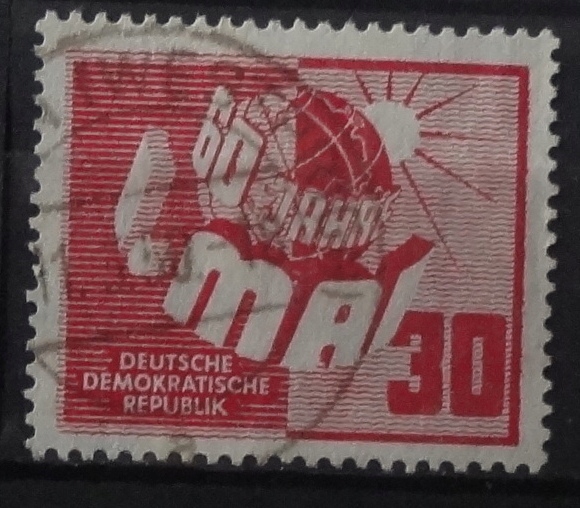 60 JAHRE
1. MAI
30
DEUTSCHE
DEMOKRATISCHE
REPUBLIK